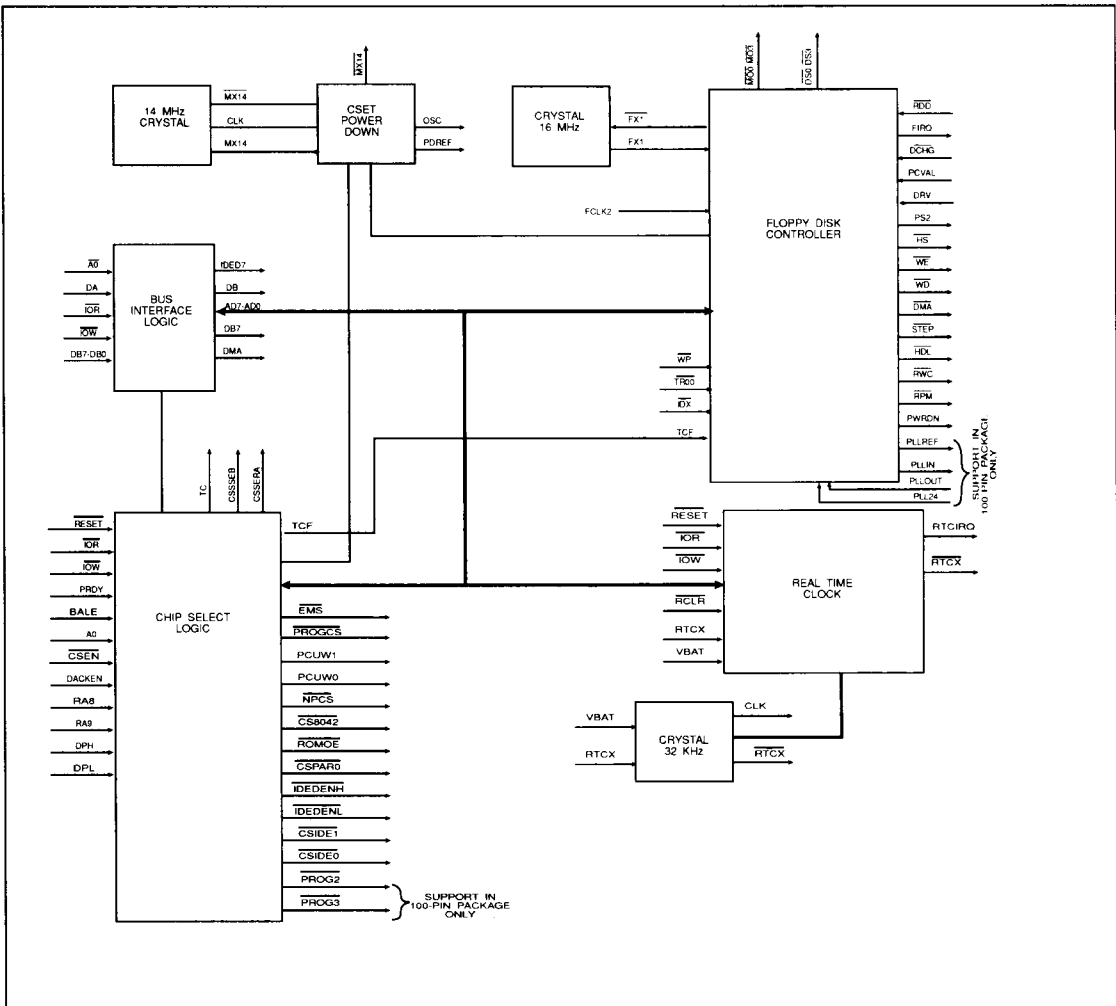 MX14
MO0 MO3
DS0 DS3
14 MHz
CRYSTAL
MX14
CLK
MX14
CSET
POWER
DOWN
OSC
PDREF
CRYSTAL
16 MHz
FX1
FX1
FCLK2
FLOPPY DISK
CONTROLLER
RDD
FIRQ
DCHG
PCVAL
DRV
PS2
HS
WE
WD
DMA
STEP
HDL
RWC
RPM
PWRDN
PLLREF
PLLIN
PLLOUT
PLL24
SUPPORT IN
100 PIN PACKAGE
ONLY
WP
TR00
IDX
TCF
A0
DA
IOR
IOW
DB7-DB0
BUS
INTERFACE
LOGIC
IDED7
DB
AD7-AD0
DB7
DMA
TC
CSSSEB
CSSERA
RESET
IOR
IOW
PRDY
BALE
A0
CSEN
DACKEN
RA8
RA9
DPH
DPL
CHIP SELECT
LOGIC
TCF
EMS
PROGCS
PCUW1
PCUW0
NPCS
CS8042
ROMOE
CSPAR0
IDEDENH
IDEDENL
CSIDE1
CSIDE0
PROG2
PROG3
SUPPORT IN
100-PIN PACKAGE
ONLY
RESET
IOR
IOW
RCLR
RTCX
VBAT
REAL TIME
CLOCK
RTCIRQ
RTCX
VBAT
RTCX
CRYSTAL
32 KHz
CLK
RTCX